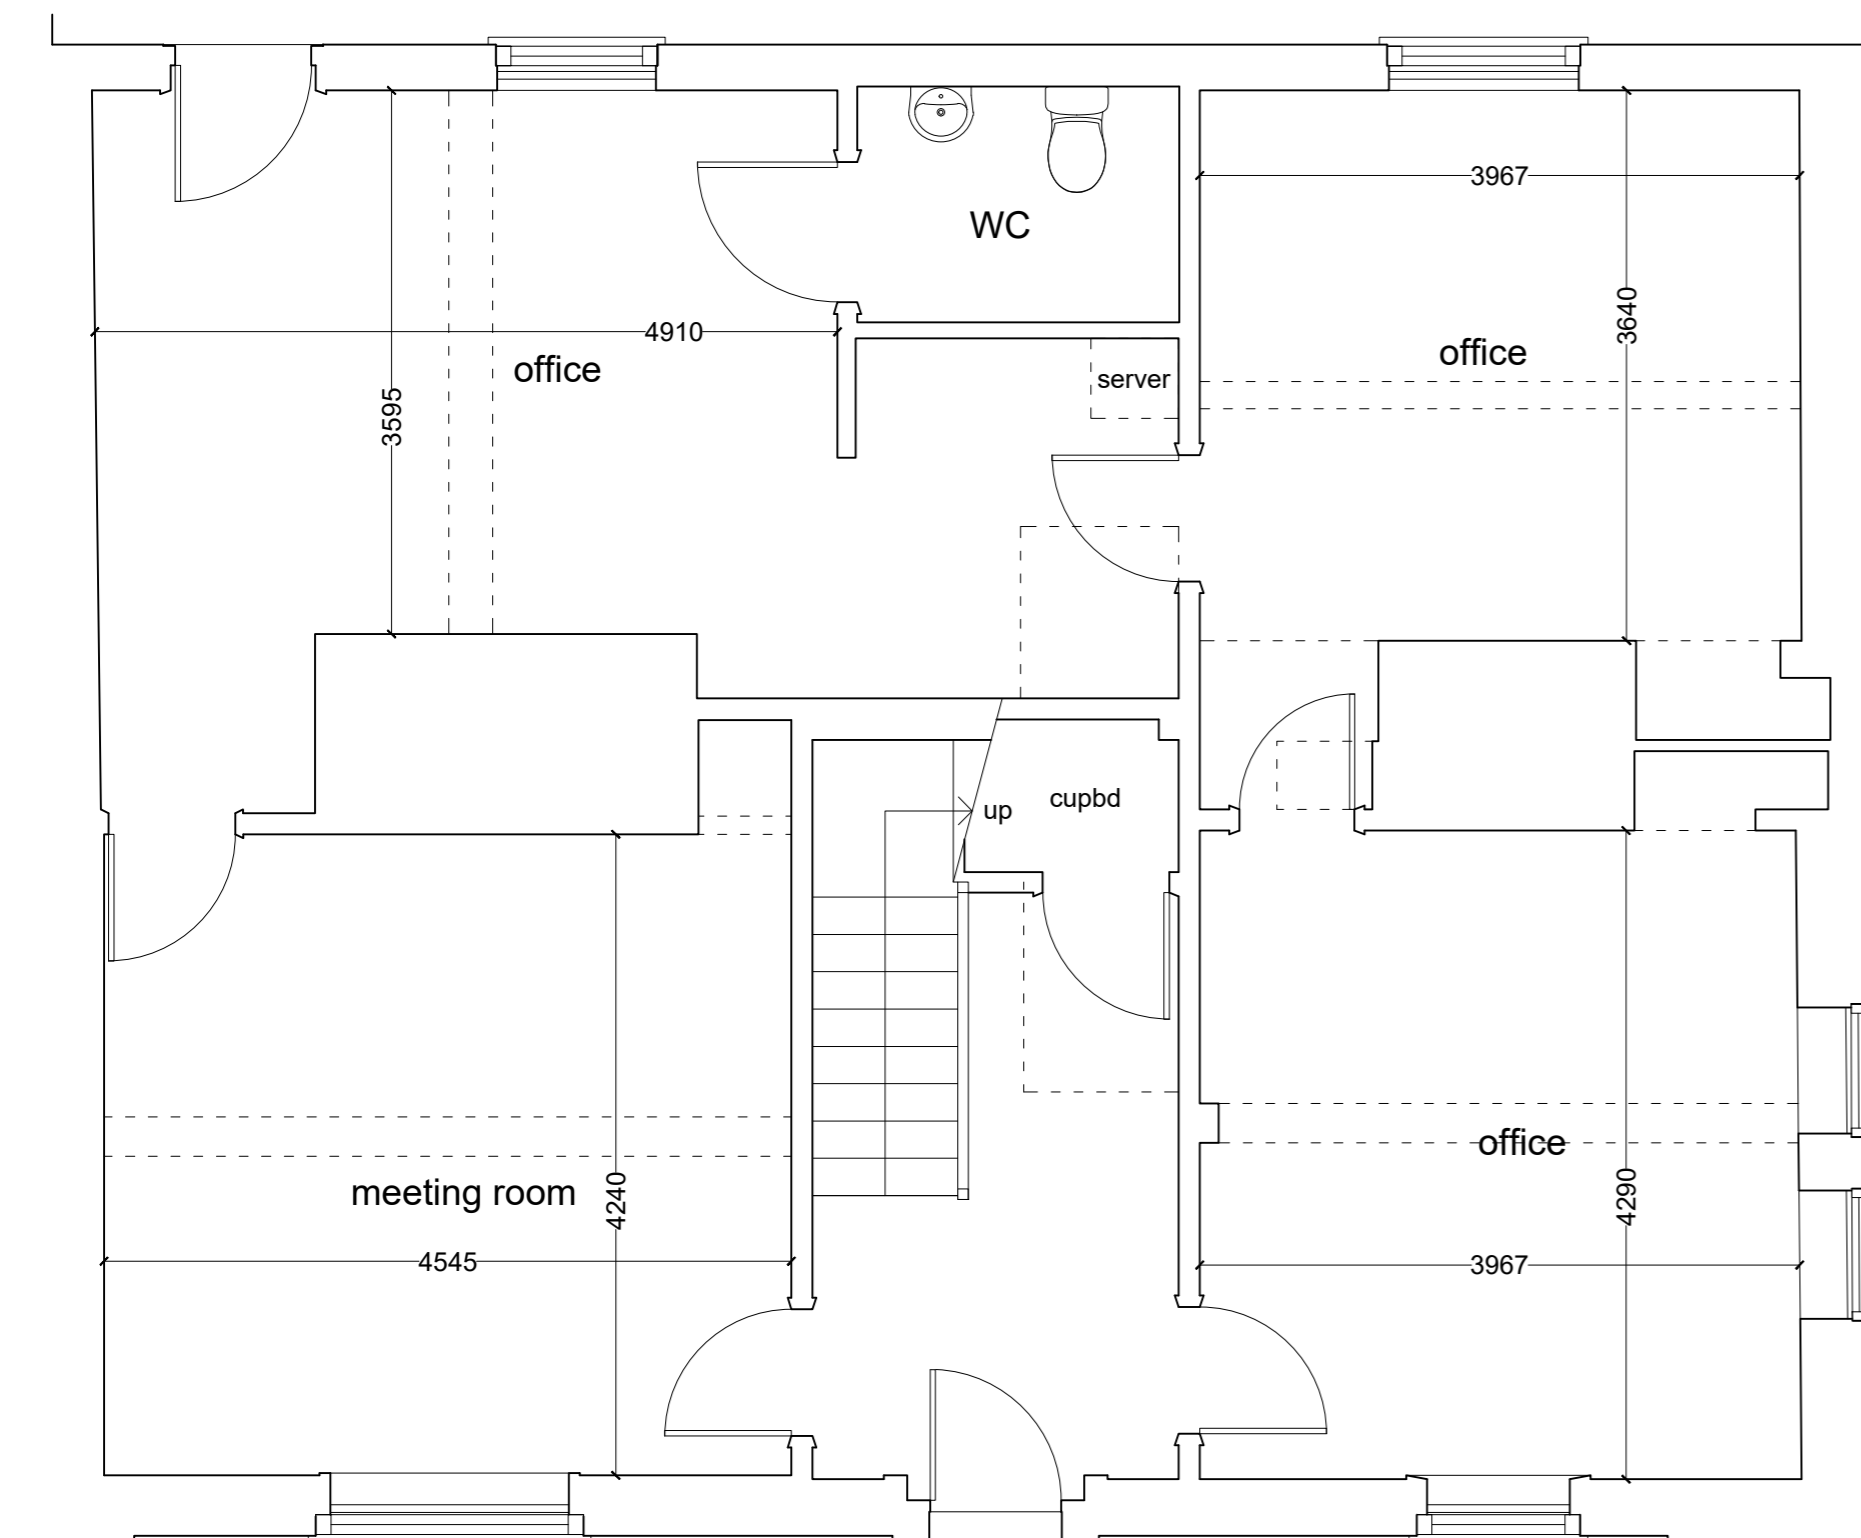 WC
3967
4910
3640
office
office
server
3595
up
cupbd
office
meeting room
4240
4290
4545
3967